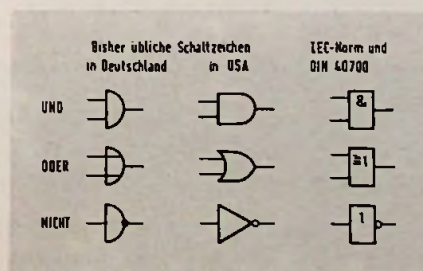 Bisher übliche Schaltzeichen
in Deutschland in USA
IEC-Norm und
DIN 40700
UND &
ODER ≧1
NICHT 1